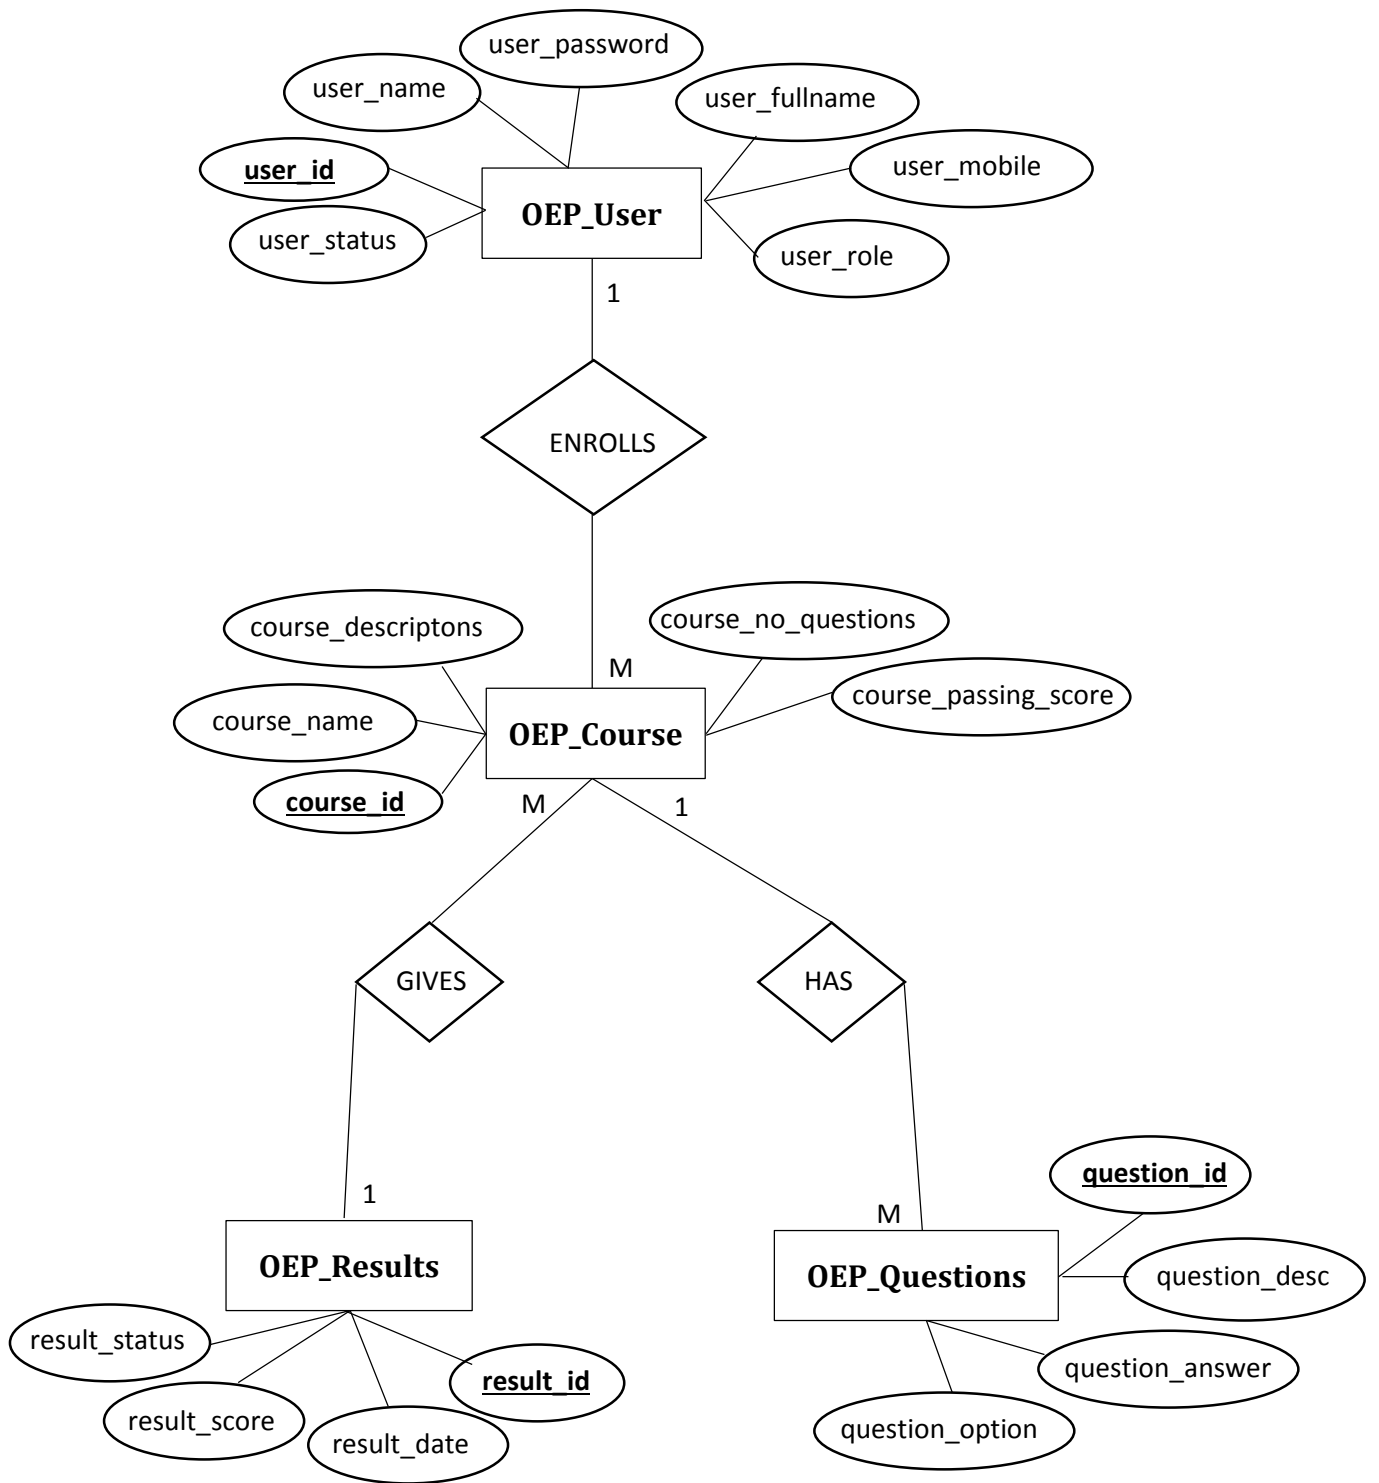 user_password
user_name
user_fullname
user_id
user_mobile
OEP_User
user_status
user_role
1
ENROLLS
course_descriptons
course_no_questions
M
course_name
course_passing_score
OEP_Course
course_id
M
1
GIVES
HAS
1
M
question_id
OEP_Results
OEP_Questions
question_desc
result_status
result_id
question_answer
result_score
result_date
question_option